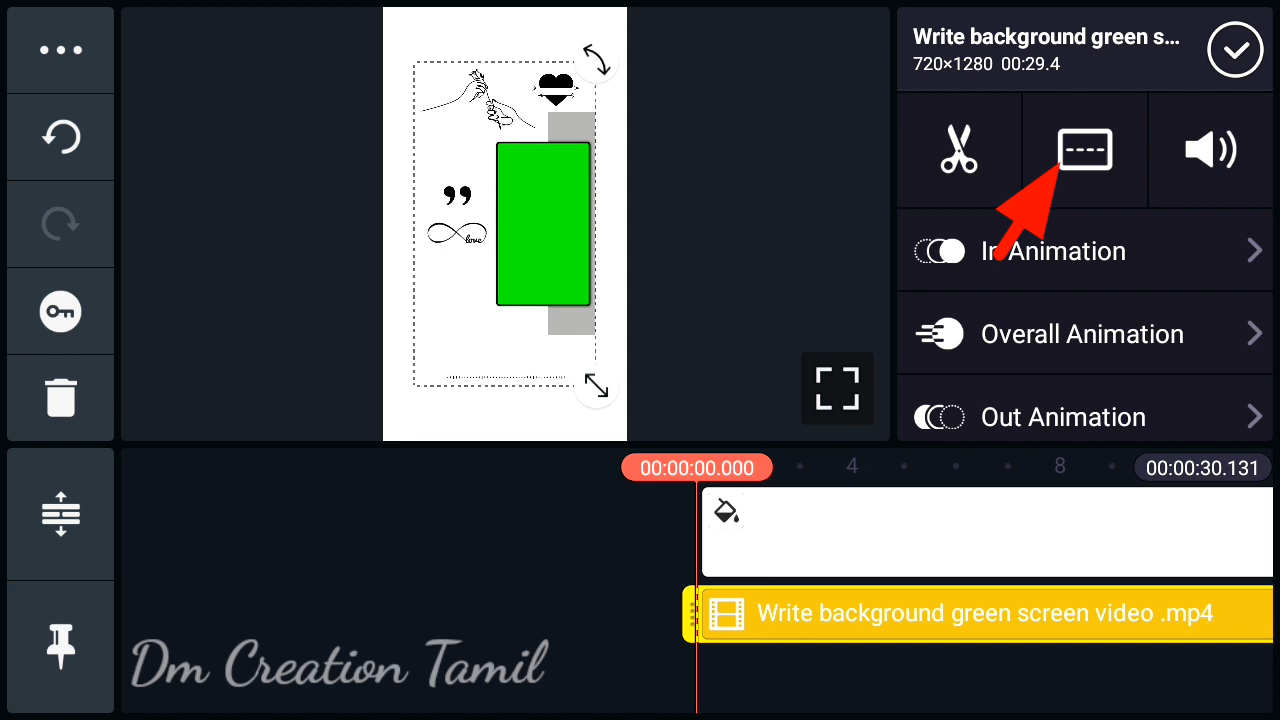 Write background green s...
720×1280 00:29.4
In Animation
Overall Animation
Out Animation
love
00:00:00.000
4
8
00:00:30.131
Write background green screen video .mp4
Dm Creation Tamil